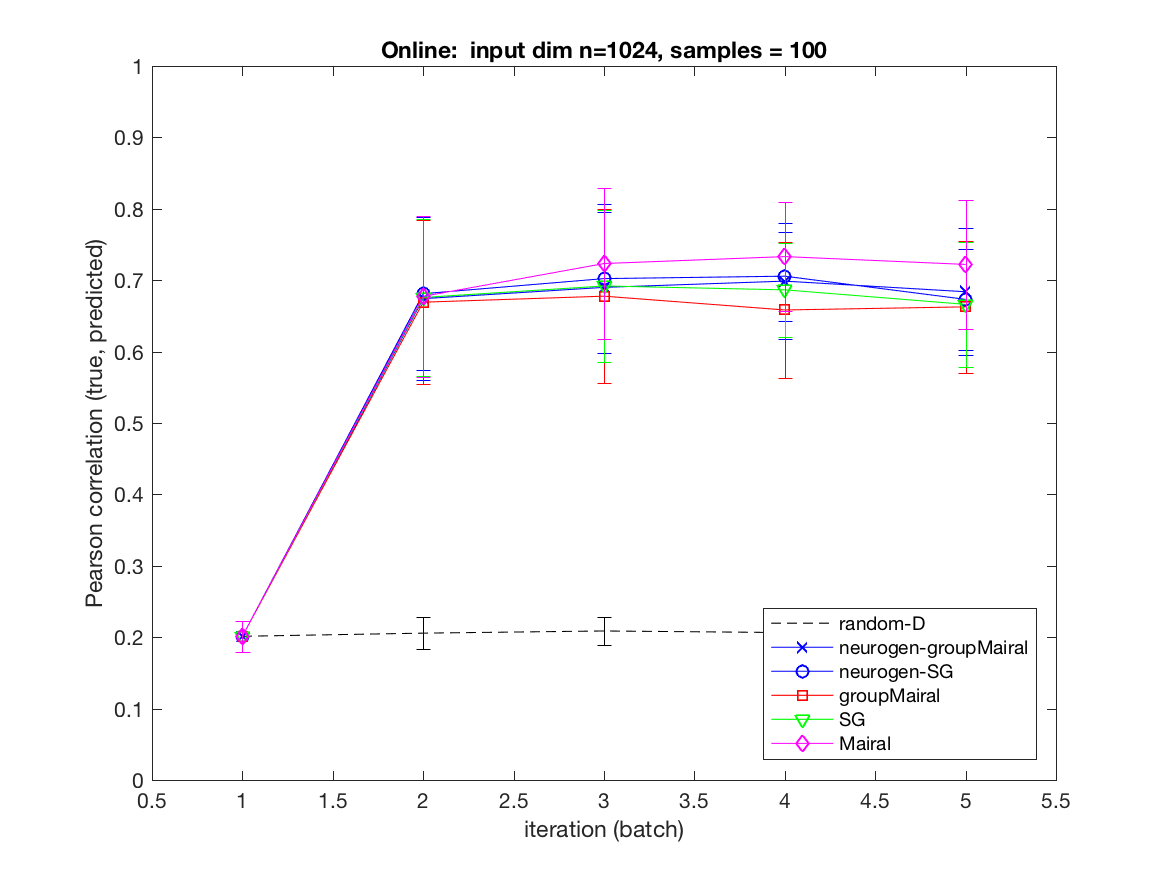 Online:  input dim n=1024, samples = 100
1
0.9
0.8
0.7
0.6
0.5
0.4
0.3
0.2
0.1
0
Pearson correlation (true, predicted)
random-D
neurogen-groupMairal
neurogen-SG
groupMairal
SG
Mairal
0.5 1 1.5 2 2.5 3 3.5 4 4.5 5 5.5
iteration (batch)